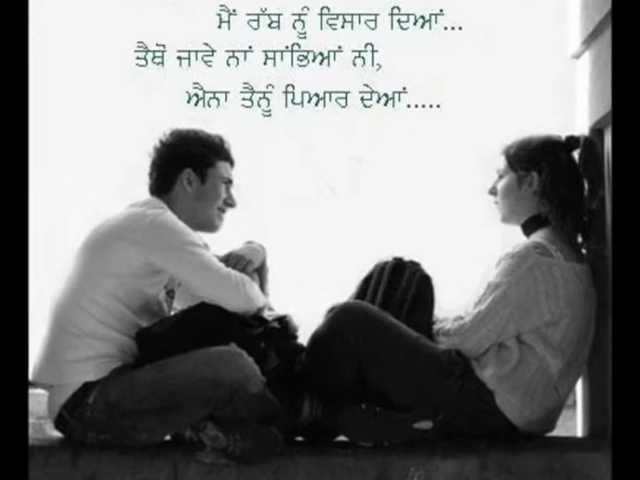 ਮੈਂ ਰੱਬ ਨੂੰ ਵਿਸਾਰ ਦਿਆਂ...
ਤੈਥੋ ਜਾਵੇ ਨਾਂ ਸਾਂਭਿਆਂ ਨੀ,
ਐਨਾ ਤੈਨੂੰ ਪਿਆਰ ਦੇਆਂ.....